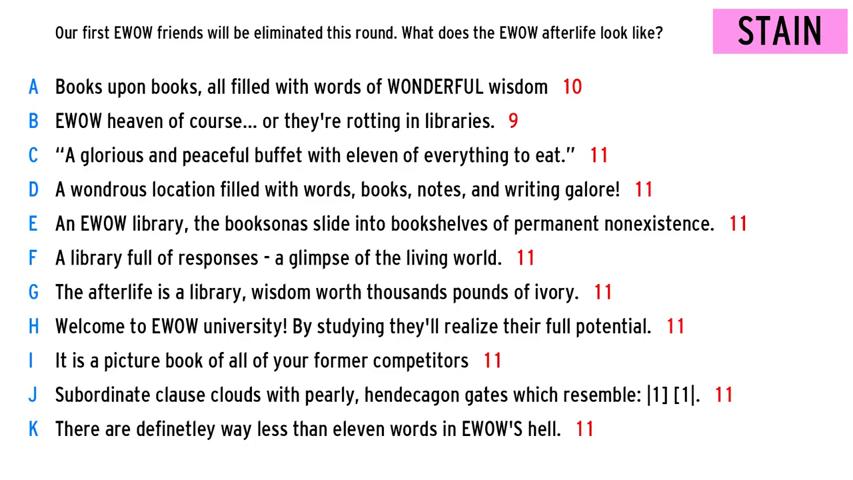 Our first EWOW friends will be eliminated this round. What does the EWOW afterlife look like?
STAIN
A Books upon books, all filled with words of WONDERFUL wisdom 10
B EWOW heaven of course... or they're rotting in libraries. 9
C “A glorious and peaceful buffet with eleven of everything to eat.” 11
D A wondrous location filled with words, books, notes, and writing galore! 11
E An EWOW library, the booksonas slide into bookshelves of permanent nonexistence. 11
F A library full of responses - a glimpse of the living world. 11
G The afterlife is a library, wisdom worth thousands pounds of ivory. 11
H Welcome to EWOW university! By studying they'll realize their full potential. 11
I It is a picture book of all of your former competitors 11
J Subordinate clause clouds with pearly, hendecagon gates which resemble: |1] [1|. 11
K There are definetley way less than eleven words in EWOW'S hell. 11